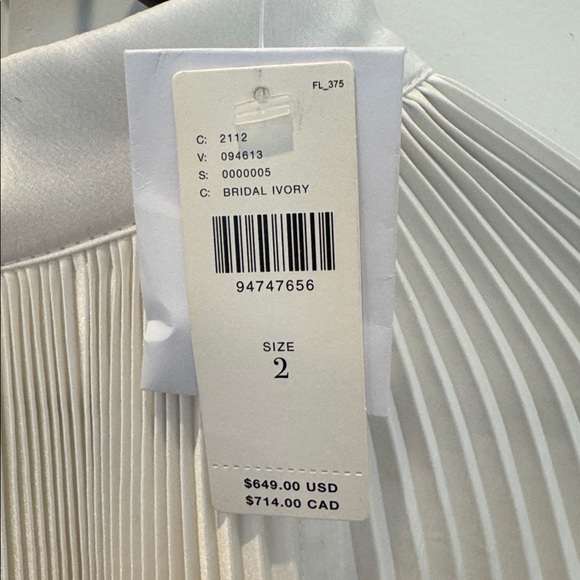 FL_375
C: 2112
V: 094613
S: 0000005
C: BRIDAL IVORY
94747656
SIZE
2
$649.00 USD
$714.00 CAD